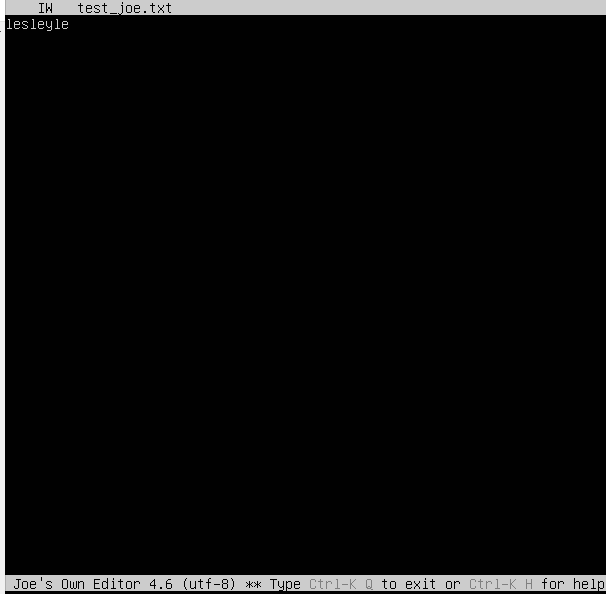 IW test_joe.txt
lesleyle
Joe's Own Editor 4.6 (utf-8) ** Type Ctrl-K Q to exit or Ctrl-K H for help